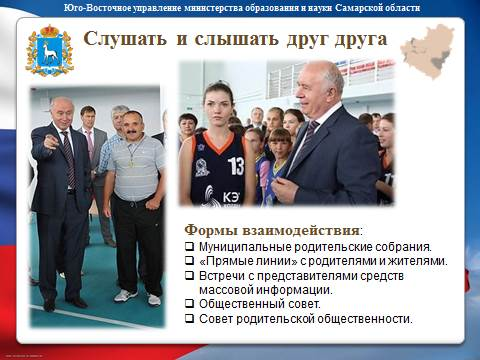 Юго-Восточное управление министерства образования и науки Самарской области
Слушать и слышать друг друга
13
КЭС
Формы взаимодействия:
Муниципальные родительские собрания.
«Прямые линии» с родителями и жителями.
Встречи с представителями средств
массовой информации.
Общественный совет.
Совет родительской общественности.